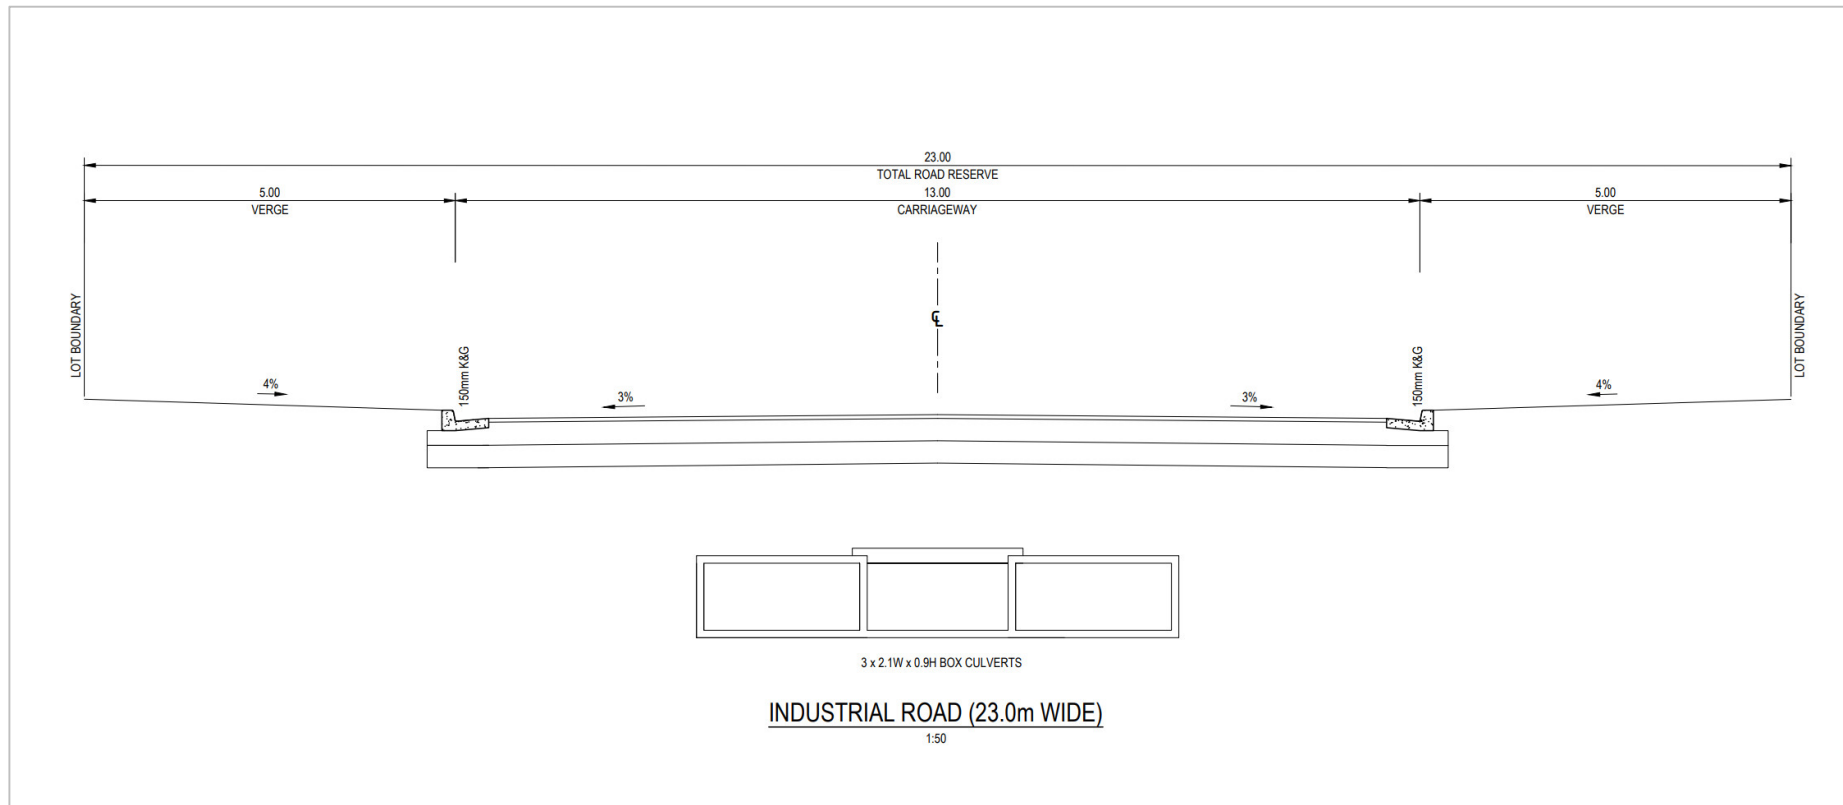 23.00
TOTAL ROAD RESERVE
5.00
13.00
5.00
VERGE
CARRIAGEWAY
VERGE
LOT BOUNDARY
LOT BOUNDARY
℄
150mm K&G
150mm K&G
4%
3%
3%
4%
3 x 2.1W x 0.9H BOX CULVERTS
INDUSTRIAL ROAD (23.0m WIDE)
1:50